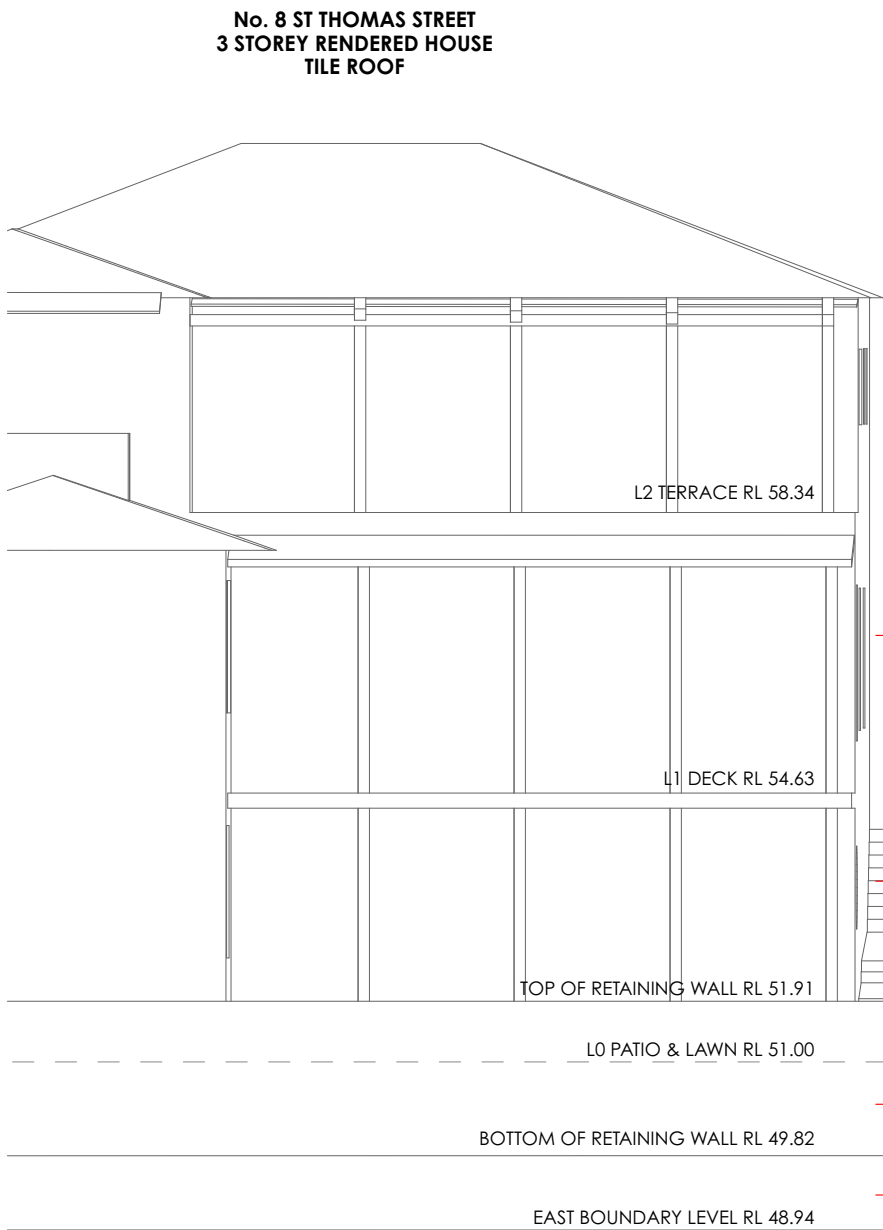 No. 8 ST THOMAS STREET
3 STOREY RENDERED HOUSE
TILE ROOF
L2 TERRACE RL 58.34
L1 DECK RL 54.63
TOP OF RETAINING WALL RL 51.91
L0 PATIO & LAWN RL 51.00
BOTTOM OF RETAINING WALL RL 49.82
EAST BOUNDARY LEVEL RL 48.94